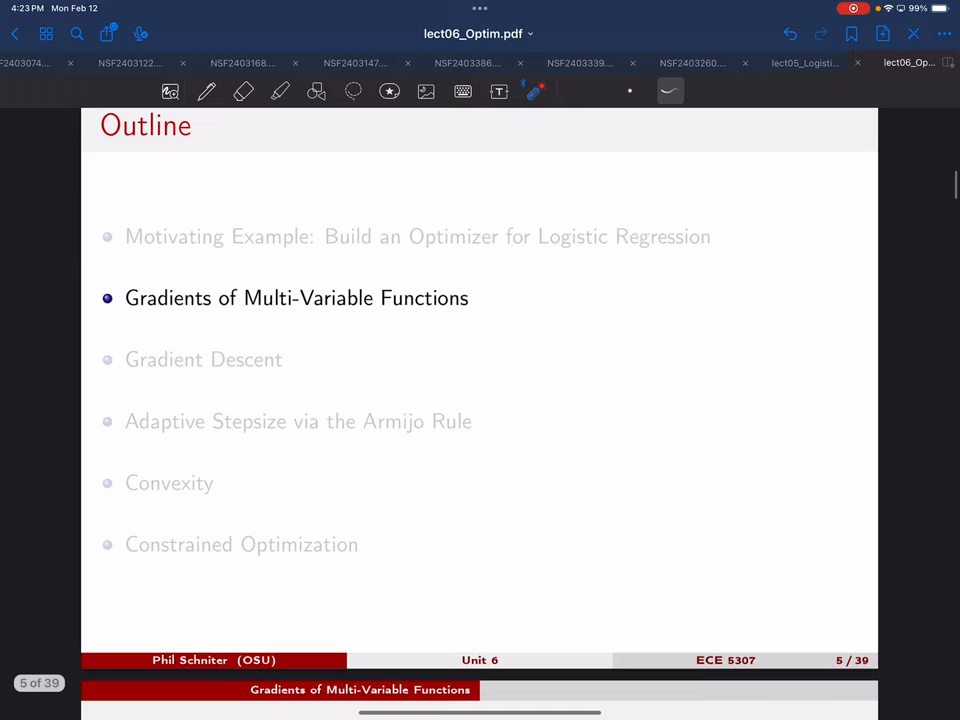 4:23 PM Mon Feb 12
99%
lect06_Optim.pdf
F2403074....
NSF2403122....
NSF2403168....
NSF2403147....
NSF2403386....
NSF2403339....
NSF2403260....
lect05_Logisti...
lect06_Op...
T
Outline
Motivating Example: Build an Optimizer for Logistic Regression
Gradients of Multi-Variable Functions
Gradient Descent
Adaptive Stepsize via the Armijo Rule
Convexity
Constrained Optimization
Phil Schniter (OSU)
Unit 6
ECE 5307
5 / 39
5 of 39
Gradients of Multi-Variable Functions